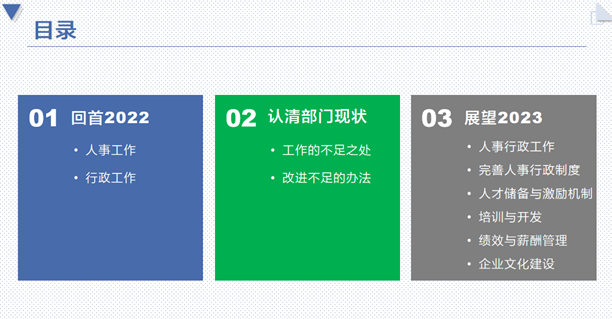 目录
01 回首2022
• 人事工作
• 行政工作
02 认清部门现状
• 工作的不足之处
• 改进不足的办法
03 展望2023
• 人事行政工作
• 完善人事行政制度
• 人才储备与激励机制
• 培训与开发
• 绩效与薪酬管理
• 企业文化建设